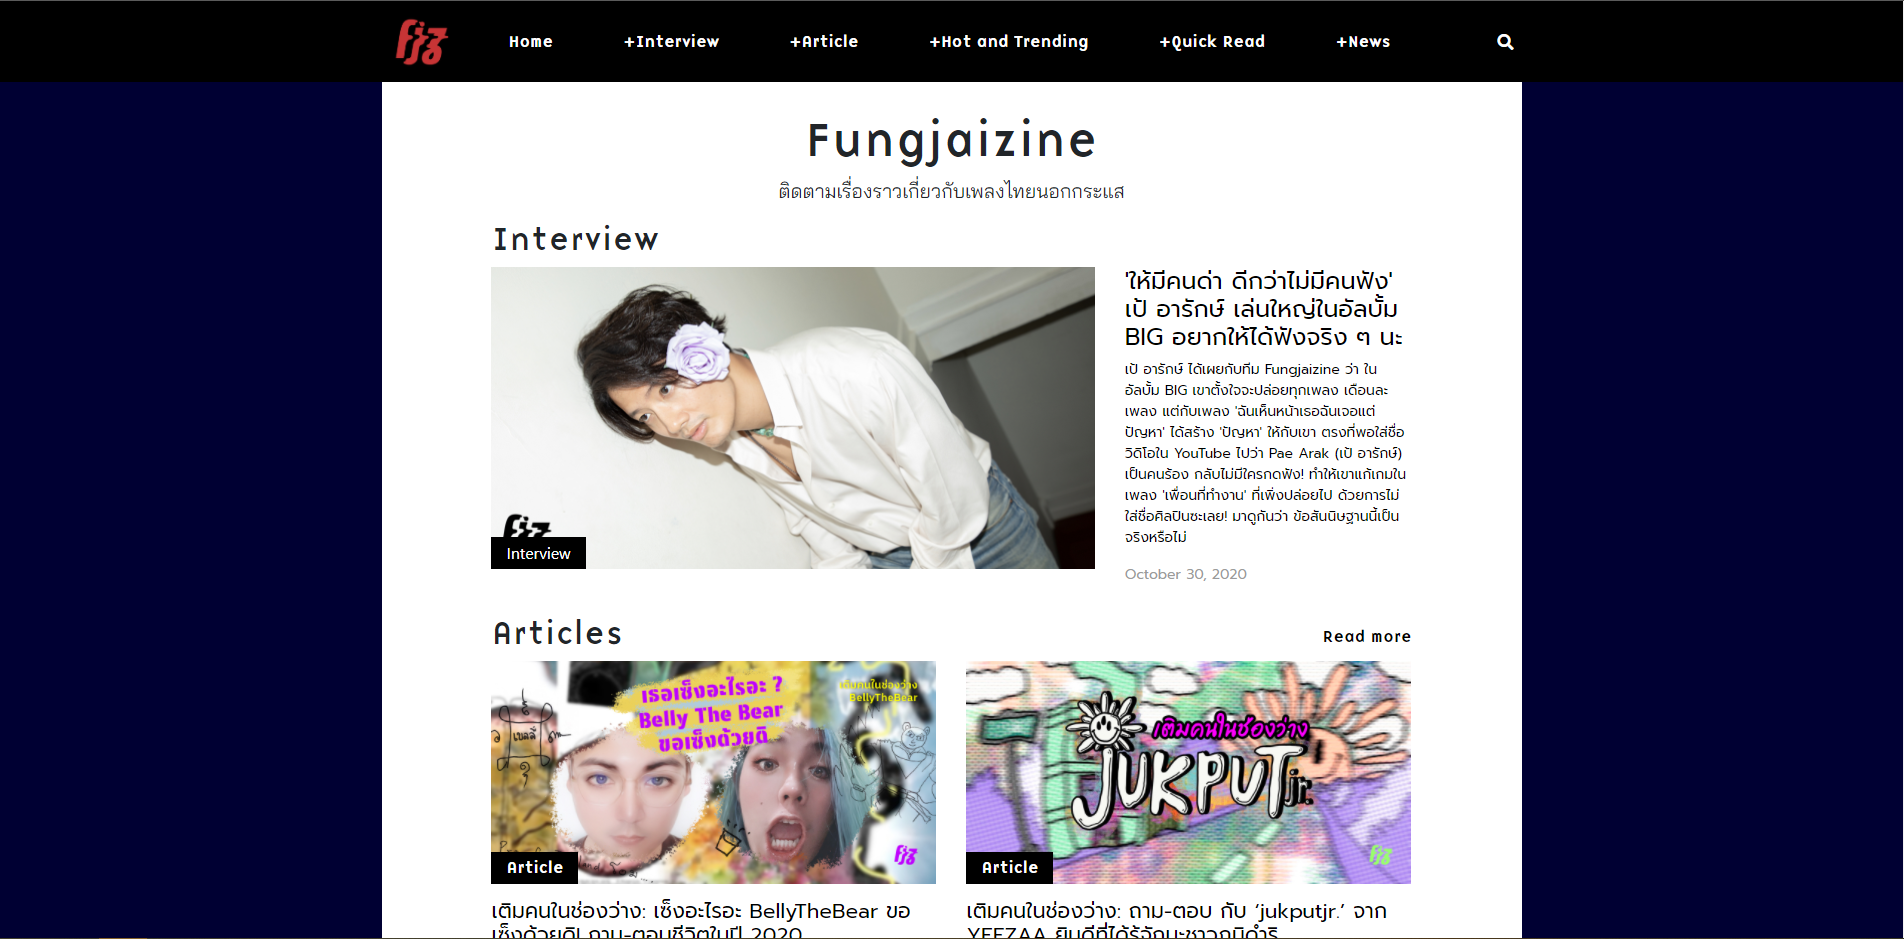 fjz
Home +Interview +Article +Hot and Trending +Quick Read +News
Fungjaizine
ติดตามเรื่องราวเกี่ยวกับเพลงไทยนอกกระแส
Interview
fjz
Interview
'ให้มีคนด่า ดีกว่าไม่มีคนฟัง'
เป้ อารักษ์ เล่นใหญ่ในอัลบั้ม
BIG อยากให้ได้ฟังจริง ๆ นะ
เป้ อารักษ์ ได้เผยกับทีม Fungjaizine ว่า ใน
อัลบั้ม BIG เขาตั้งใจจะปล่อยทุกเพลง เดือนละ
เพลง แต่กับเพลง 'ฉันเห็นหน้าเธอฉันเจอแต่
ปัญหา' ได้สร้าง 'ปัญหา' ให้กับเขา ตรงที่พอใส่ชื่อ
วิดิโอใน YouTube ไปว่า Pae Arak (เป้ อารักษ์)
เป็นคนร้อง กลับไม่มีใครกดฟัง! ทำให้เขาแก้เกมใน
เพลง 'เพื่อนที่ทำงาน' ที่เพิ่งปล่อยไป ด้วยการไม่
ใส่ชื่อศิลปินซะเลย! มาดูกันว่า ข้อสันนิษฐานนี้เป็น
จริงหรือไม่
October 30, 2020
Articles
Read more
เธอเซ็งอะไรอะ ?
Belly The Bear
ขอเซ็งด้วยดิ
เติมคนในช่องว่าง
BellyTheBear
เบลลี่
fjz
Article
เติมคนในช่องว่าง
JUKPUTjr.
fjz
Article
เติมคนในช่องว่าง: เซ็งอะไรอะ BellyTheBear ขอ
เซ็งด้วยดิ! ถาม-ตอบชีวิตในปี 2020
เติมคนในช่องว่าง: ถาม-ตอบ กับ ‘jukputjr.’ จาก
YEEZAA ยินดีที่ได้รู้จักนะชาวภูมิดำริ